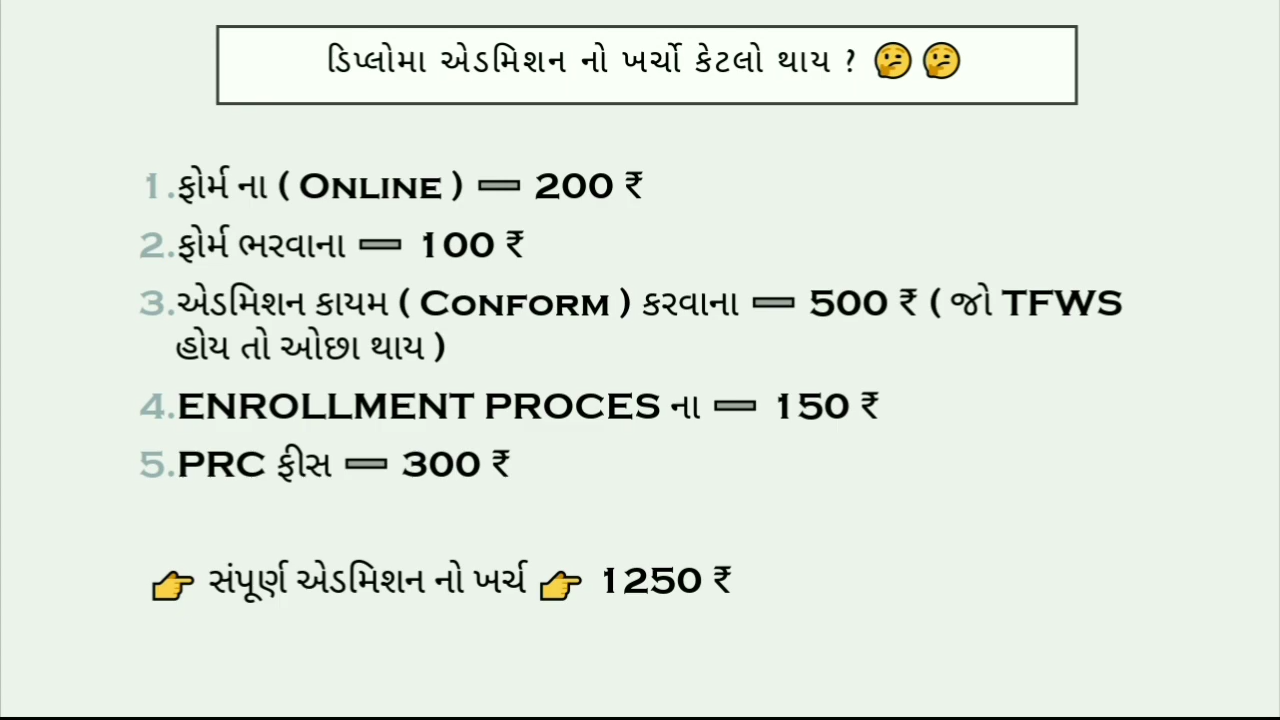 ડિપ્લોમા એડમિશન નો ખર્ચો કેટલો થાય ? 🤔🤔
1.ફોર્મ ના ( ONLINE ) ➖ 200 ₹
2.ફોર્મ ભરવાના ➖ 100 ₹
3.એડમિશન કાયમ ( CONFORM ) કરવાના ➖ 500 ₹ ( જો TFWS
હોય તો ઓછા થાય )
4.ENROLLMENT PROCES ના ➖ 150 ₹
5.PRC ફીસ ➖ 300 ₹
👉 સંપૂર્ણ એડમિશન નો ખર્ચ 👉 1250 ₹